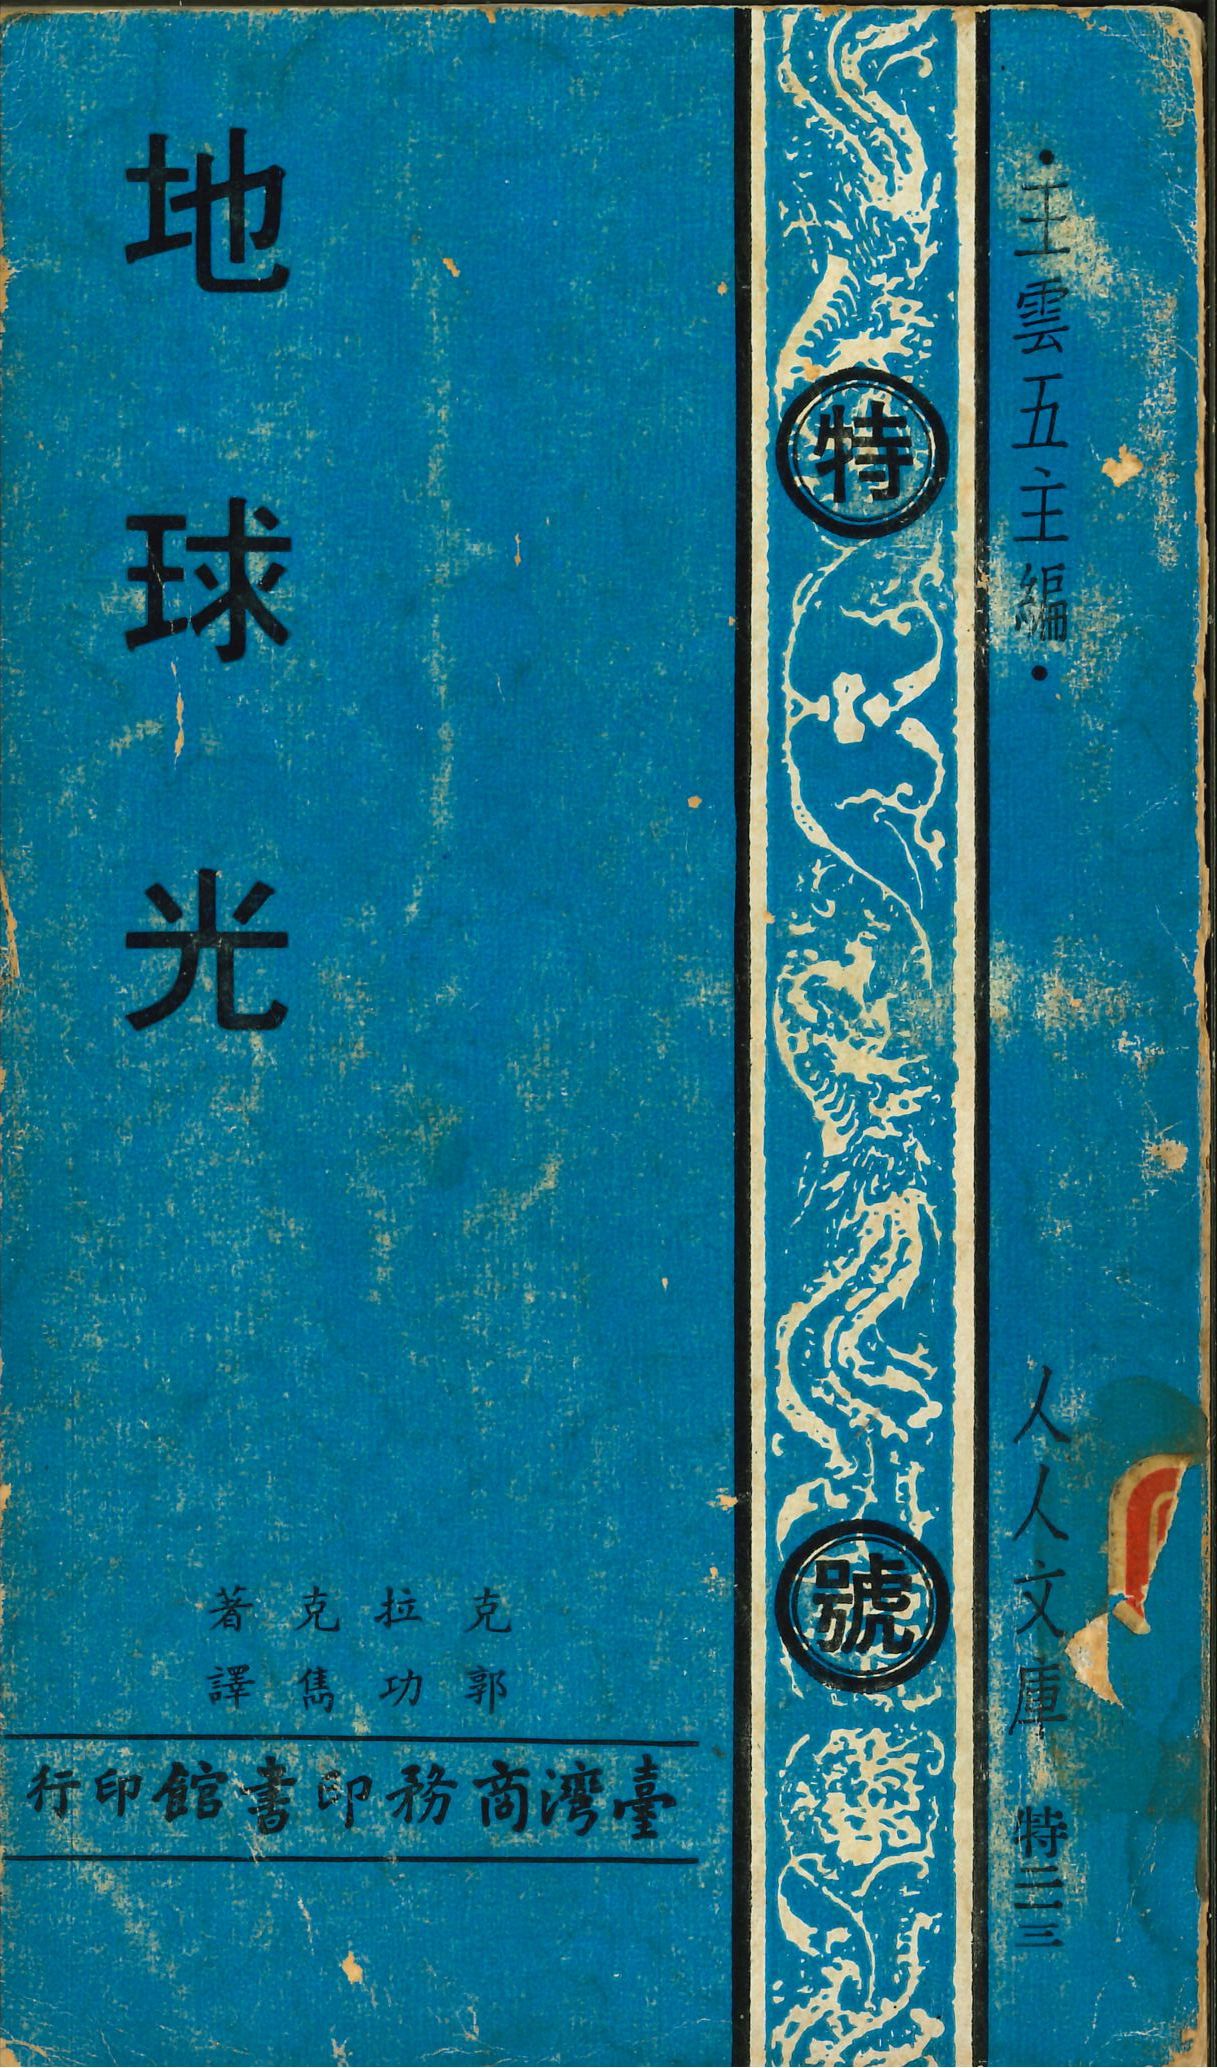 ・王雲五主編・
人人文庫 特
特
號
地球光
克拉克著
郭功雋譯
臺灣商務印書館印行